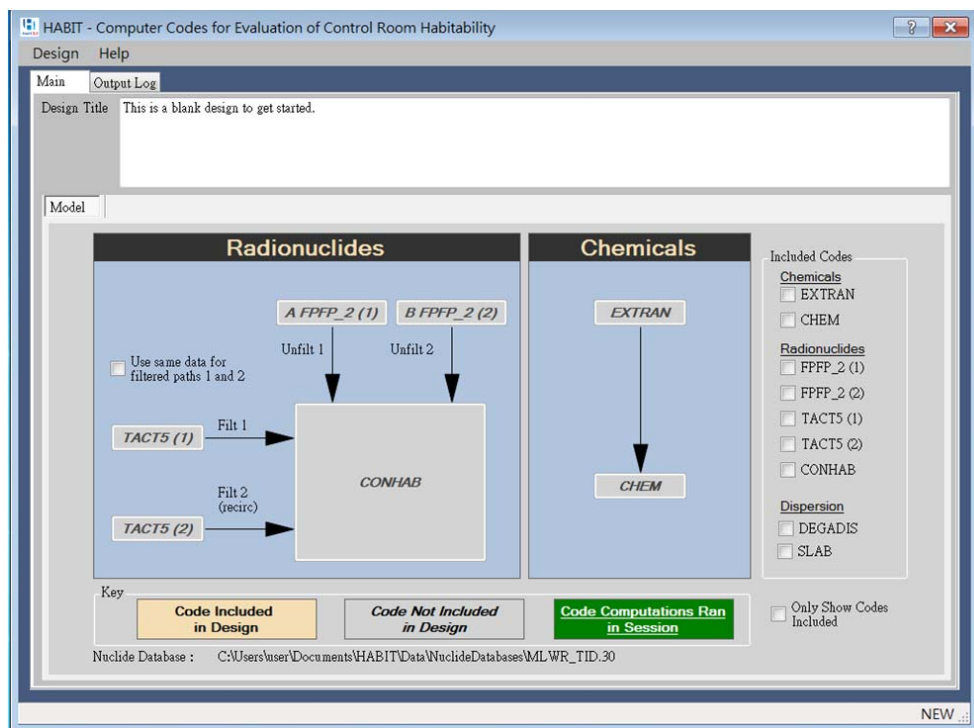 HABIT - Computer Codes for Evaluation of Control Room Habitability
Design Help
Main Output Log
Design Title This is a blank design to get started.
Model
Radionuclides
A FPFP_2 (1) B FPFP_2 (2)
Unfilt 1 Unfilt 2
Use same data for
filtered paths 1 and 2
TACT5 (1) Filt 1
CONHAB
Filt 2
(recirc)
TACT5 (2)
Chemicals
EXTRAN
CHEM
Included Codes
Chemicals
EXTRAN
CHEM
Radionuclides
FPFP_2 (1)
FPFP_2 (2)
TACT5 (1)
TACT5 (2)
CONHAB
Dispersion
DEGADIS
SLAB
Only Show Codes
Included
Key
Code Included
in Design
Code Not Included
in Design
Code Computations Ran
in Session
Nuclide Database : C:\Users\user\Documents\HABIT\Data\NuclideDatabases\MLWR_TID.30
NEW